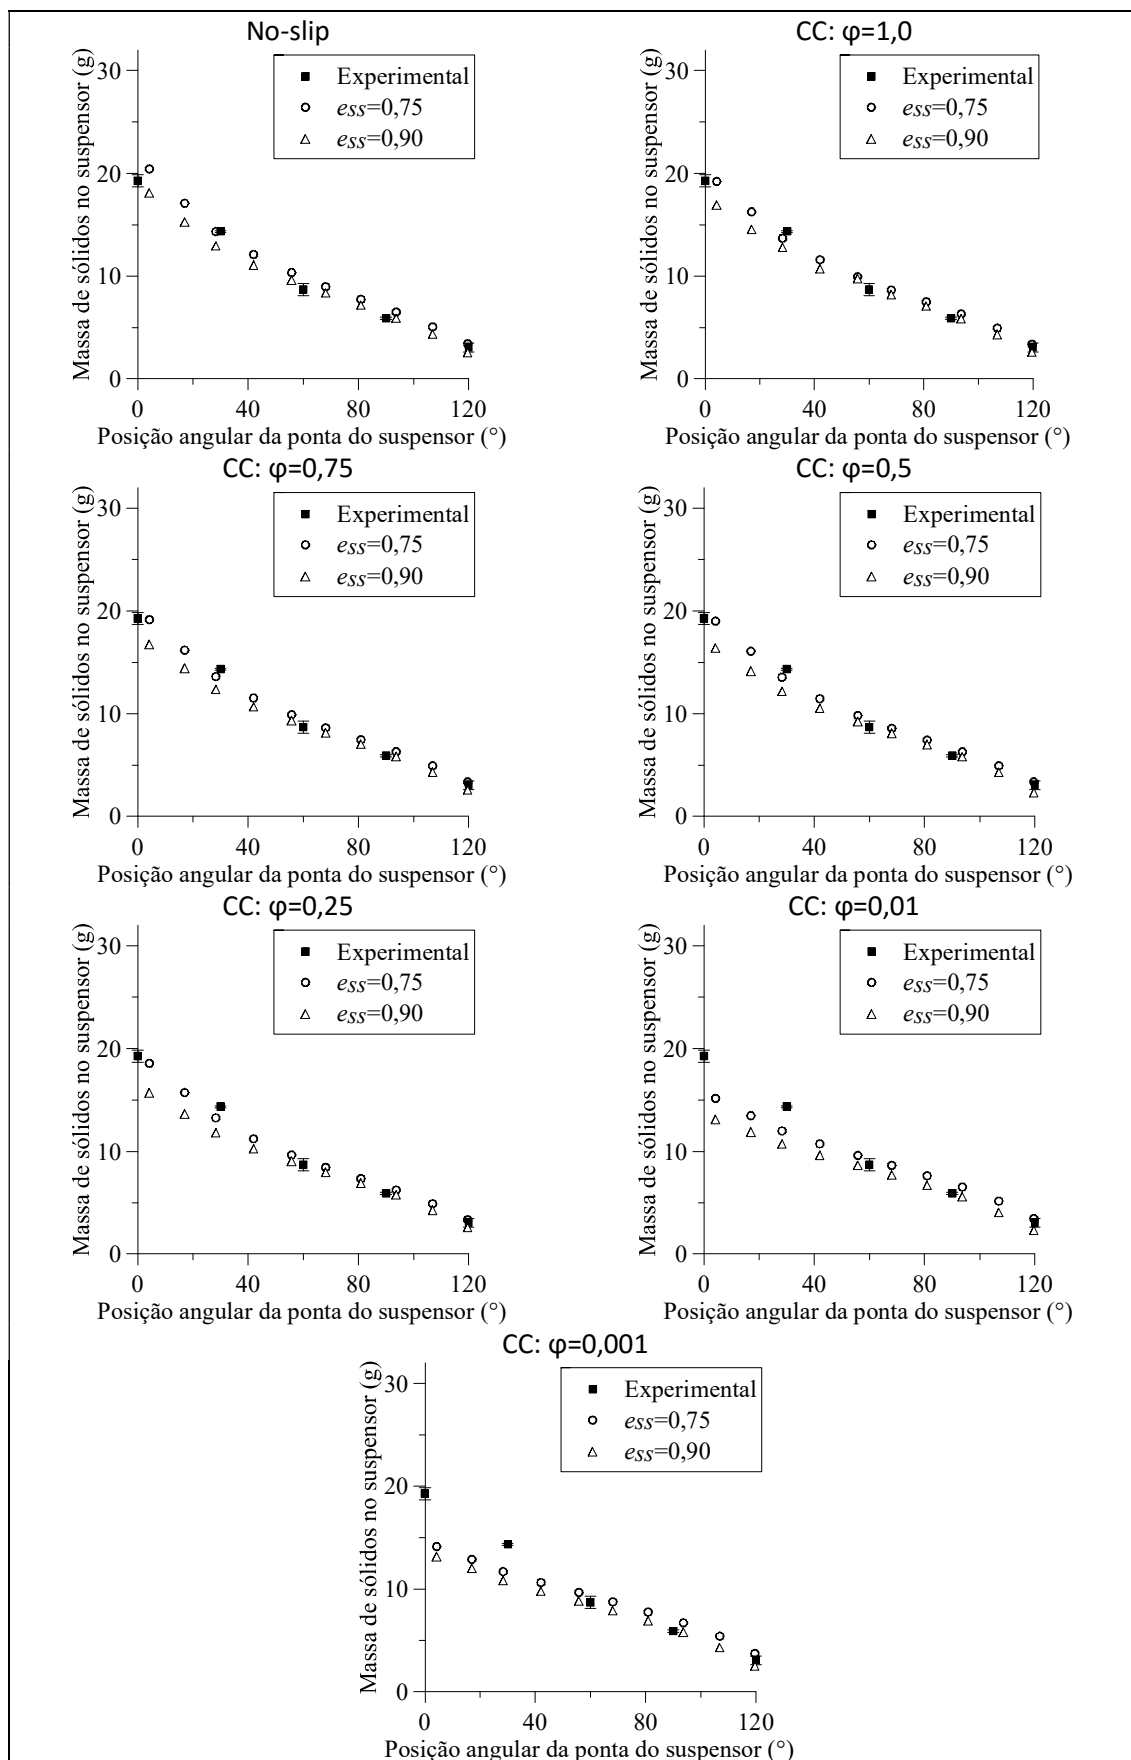 No-slip
Massa de sólidos no suspensor (g)
30
20
10
0
Experimental
ess=0,75
ess=0,90
0 40 80 120
Posição angular da ponta do suspensor (°)
CC: φ=1,0
Massa de sólidos no suspensor (g)
30
20
10
0
Experimental
ess=0,75
ess=0,90
0 40 80 120
Posição angular da ponta do suspensor (°)
CC: φ=0,75
Massa de sólidos no suspensor (g)
30
20
10
0
Experimental
ess=0,75
ess=0,90
0 40 80 120
Posição angular da ponta do suspensor (°)
CC: φ=0,5
Massa de sólidos no suspensor (g)
30
20
10
0
Experimental
ess=0,75
ess=0,90
0 40 80 120
Posição angular da ponta do suspensor (°)
CC: φ=0,25
Massa de sólidos no suspensor (g)
30
20
10
0
Experimental
ess=0,75
ess=0,90
0 40 80 120
Posição angular da ponta do suspensor (°)
CC: φ=0,01
Massa de sólidos no suspensor (g)
30
20
10
0
Experimental
ess=0,75
ess=0,90
0 40 80 120
Posição angular da ponta do suspensor (°)
CC: φ=0,001
Massa de sólidos no suspensor (g)
30
20
10
0
Experimental
ess=0,75
ess=0,90
0 40 80 120
Posição angular da ponta do suspensor (°)